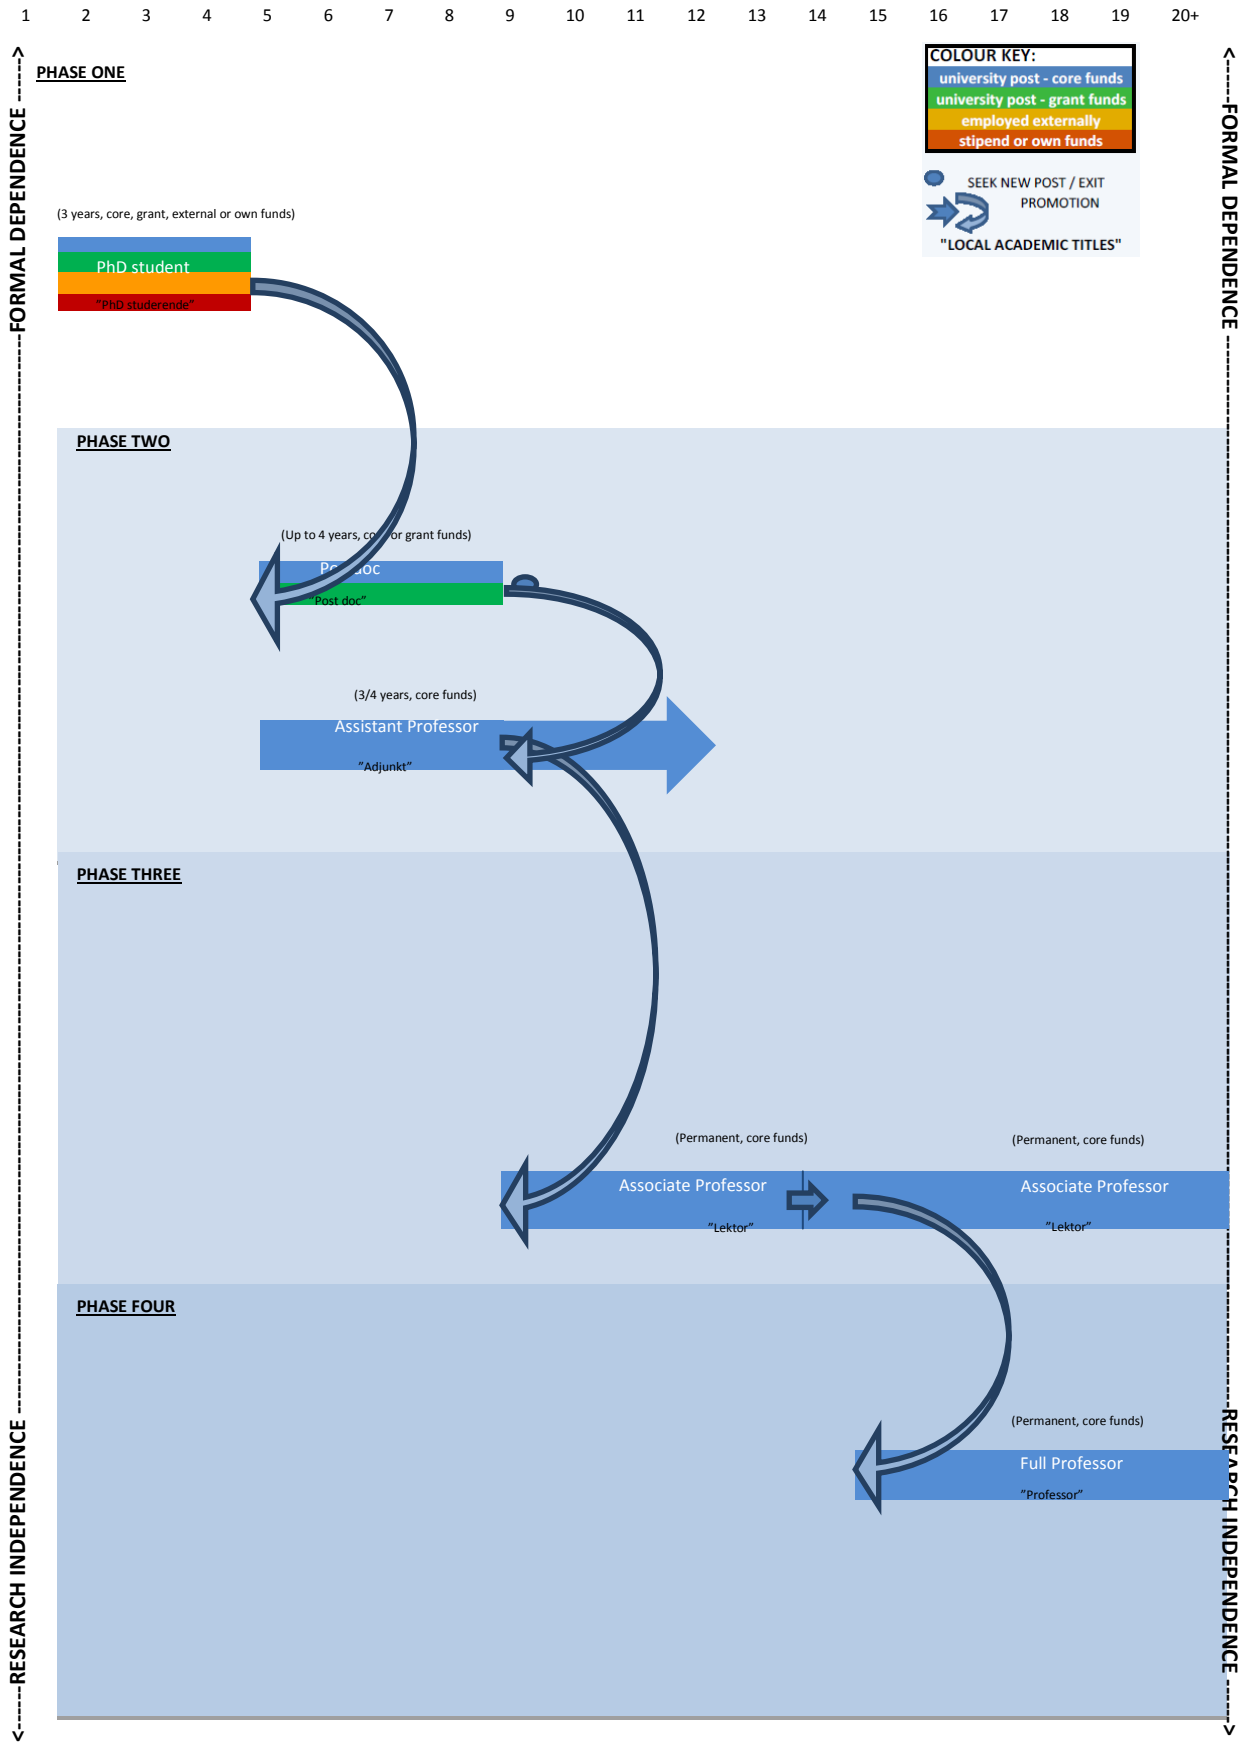 1 2 3 4 5 6 7 8 9 10 11 12 13 14 15 16 17 18 19 20+
PHASE ONE
COLOUR KEY:
university post - core funds
university post - grant funds
employed externally
stipend or own funds
SEEK NEW POST / EXIT
PROMOTION
"LOCAL ACADEMIC TITLES"
<-----FORMAL DEPENDENCE
<-----FORMAL DEPENDENCE
(3 years, core, grant, external or own funds)
PhD student
"PhD studerende"
PHASE TWO
(Up to 4 years, core or grant funds)
Post doc
"Post doc"
(3/4 years, core funds)
Assistant Professor
"Adjunkt"
PHASE THREE
(Permanent, core funds)
Associate Professor
"Lektor"
(Permanent, core funds)
Associate Professor
"Lektor"
PHASE FOUR
(Permanent, core funds)
Full Professor
"Professor"
RESEARCH INDEPENDENCE ----->
RESEARCH INDEPENDENCE ----->